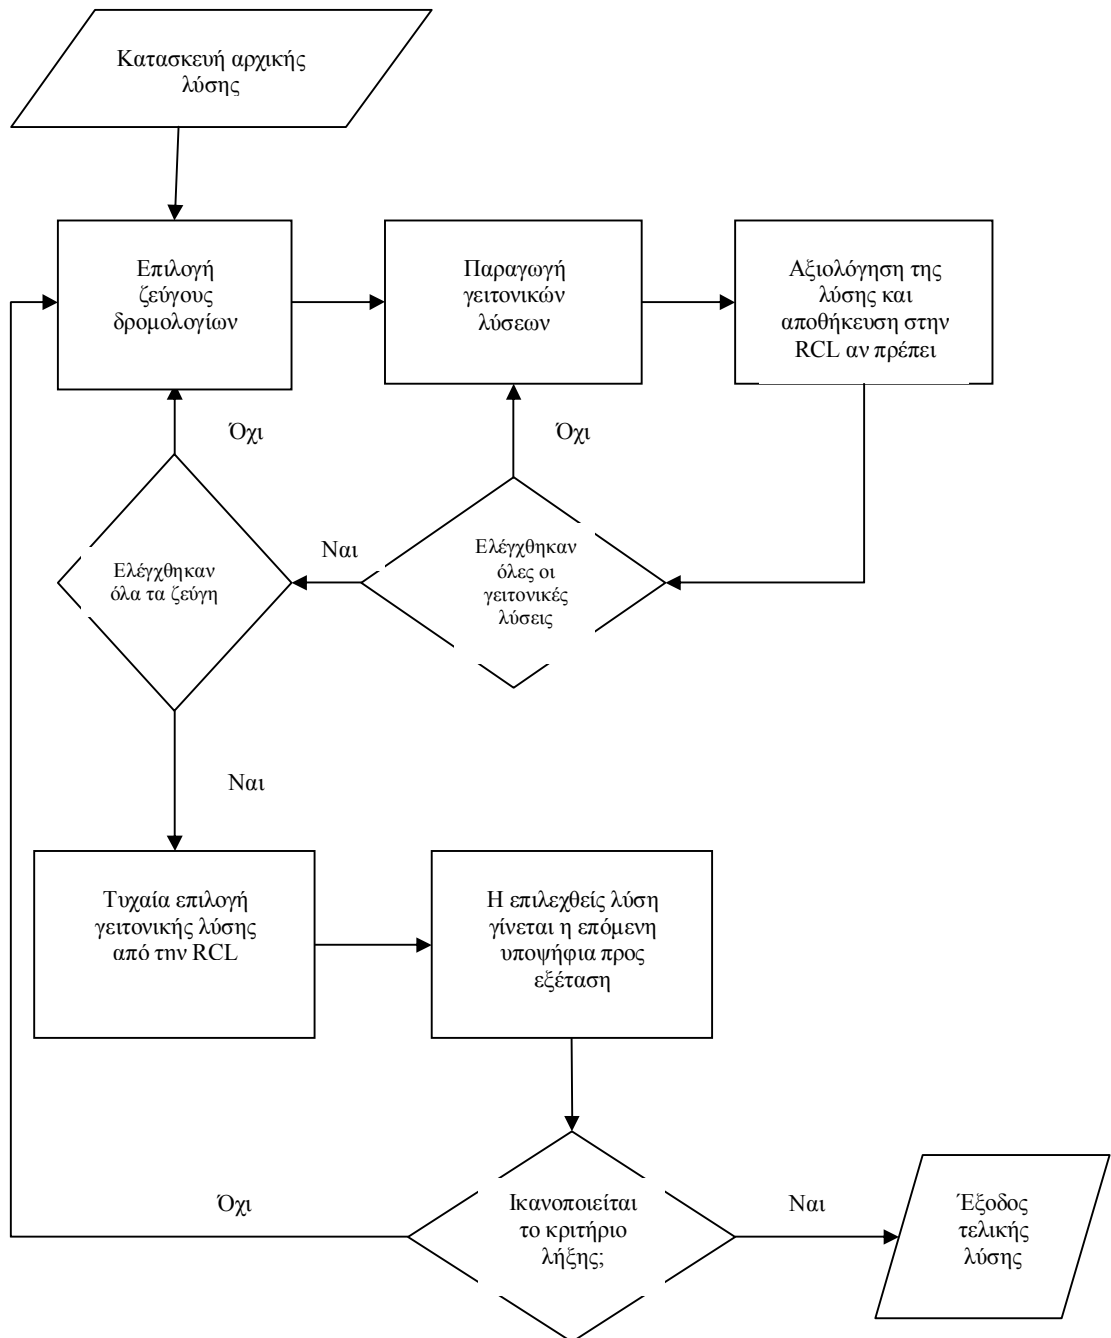 Κατασκευή αρχικής
λύσης
Επιλογή
ζεύγους
δρομολογίων
Παραγωγή
γειτονικών
λύσεων
Αξιολόγηση της
λύσης και
αποθήκευση στην
RCL αν πρέπει
Όχι
Όχι
Ελέγχθηκαν
όλα τα ζεύγη
Ναι
Ελέγχθηκαν
όλες οι
γειτονικές
λύσεις
Ναι
Τυχαία επιλογή
γειτονικής λύσης
από την RCL
Η επιλεχθείς λύση
γίνεται η επόμενη
υποψήφια προς
εξέταση
Όχι
Ικανοποιείται
το κριτήριο
λήξης;
Ναι
Έξοδος
τελικής
λύσης